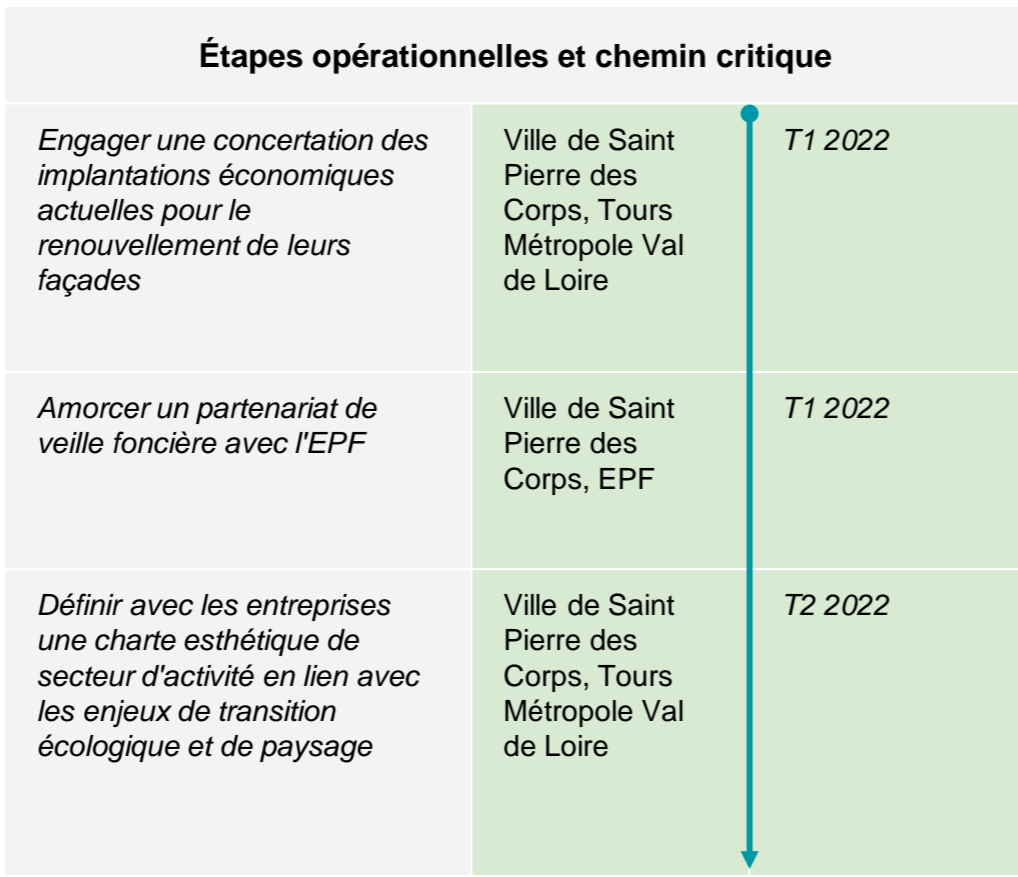 Étapes opérationnelles et chemin critique
Engager une concertation des
implantations économiques
actuelles pour le
renouvellement de leurs
façades
Ville de Saint
Pierre des
Corps, Tours
Métropole Val
de Loire
T1 2022
Amorcer un partenariat de
veille foncière avec l'EPF
Ville de Saint
Pierre des
Corps, EPF
T1 2022
Définir avec les entreprises
une charte esthétique de
secteur d'activité en lien avec
les enjeux de transition
écologique et de paysage
Ville de Saint
Pierre des
Corps, Tours
Métropole Val
de Loire
T2 2022